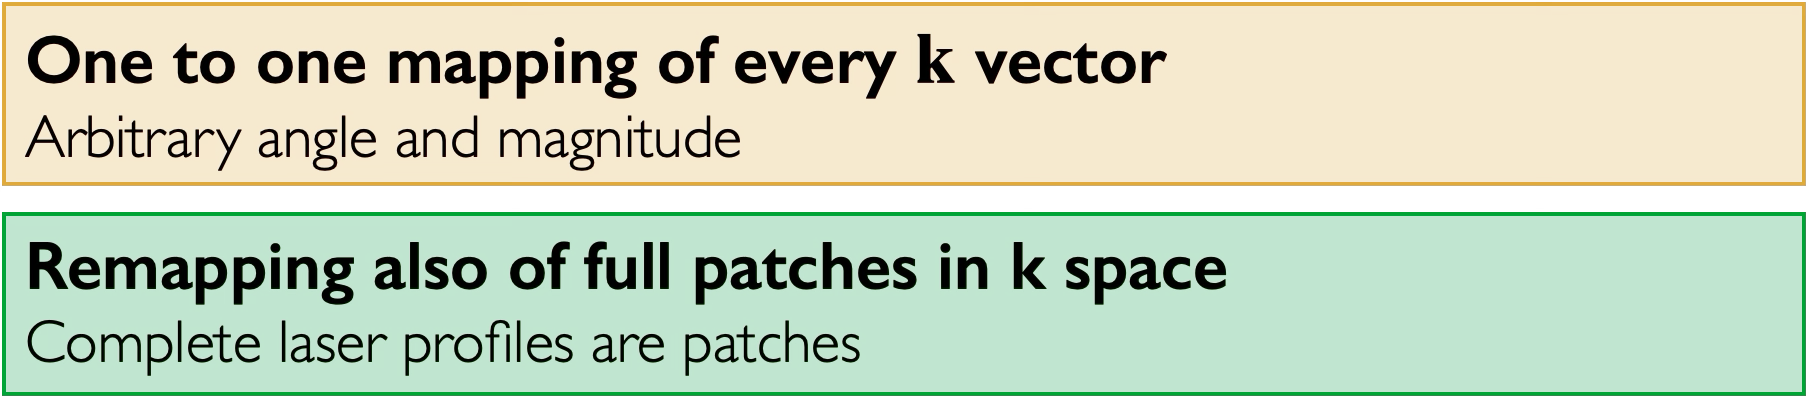 One to one mapping of every k vector
Arbitrary angle and magnitude
Remapping also of full patches in k space
Complete laser profiles are patches